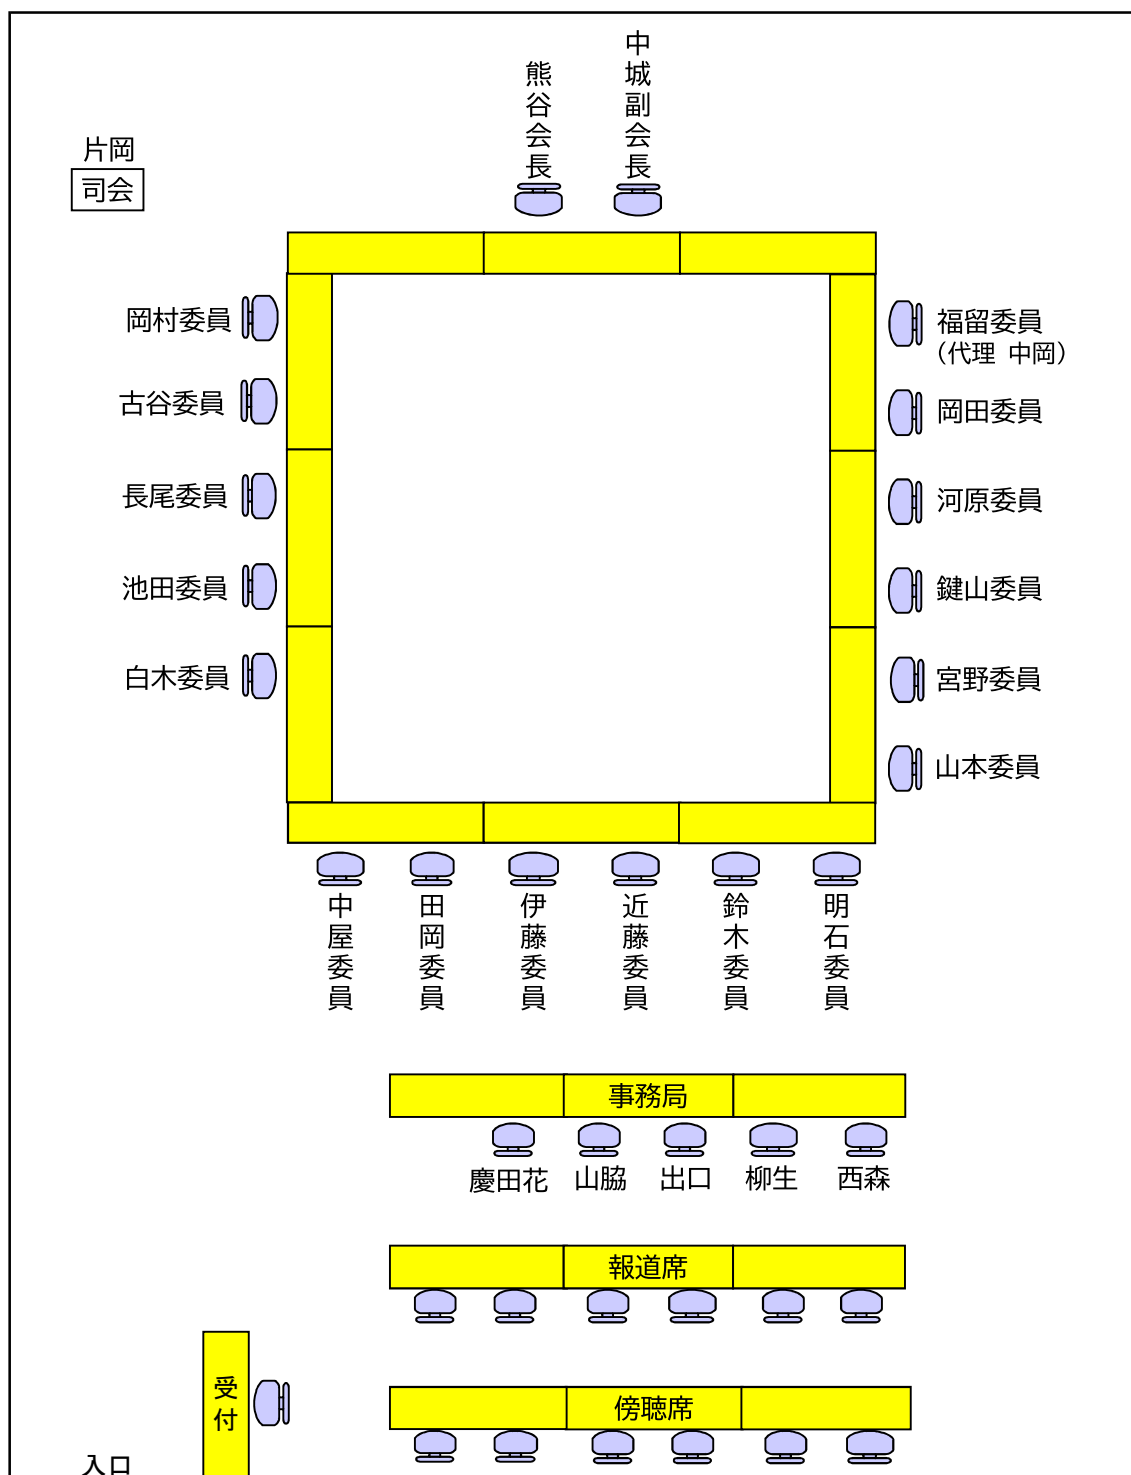 熊谷会長
中城副会長
片岡
司会
岡村委員
古谷委員
長尾委員
池田委員
白木委員
福留委員
（代理 中岡）
岡田委員
河原委員
鍵山委員
宮野委員
山本委員
中屋委員
田岡委員
伊藤委員
近藤委員
鈴木委員
明石委員
事務局
慶田花
山脇
出口
柳生
西森
報道席
受付
傍聴席
入口